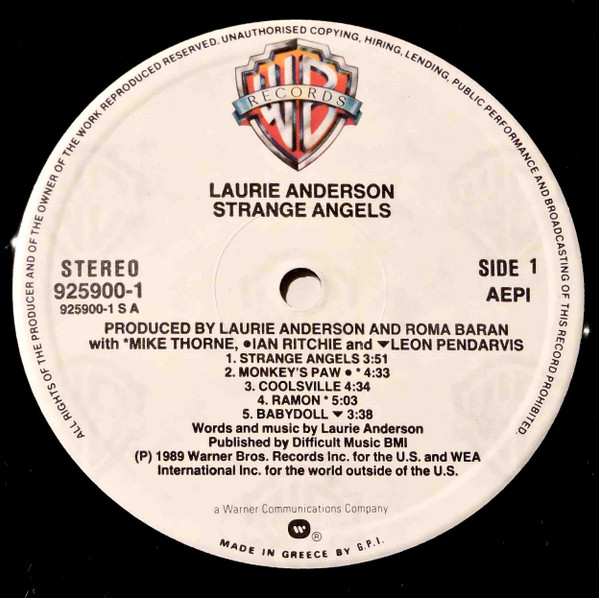 ALL RIGHTS OF THE PRODUCER AND OF THE OWNER OF THE WORK REPRODUCED RESERVED. UNAUTHORISED COPYING, HIRING, LENDING, PUBLIC PERFORMANCE AND BROADCASTING OF THIS RECORD PROHIBITED.
WB
RECORDS
LAURIE ANDERSON
STRANGE ANGELS
STEREO
925900-1
925900-1 S A
SIDE 1
AEPI
PRODUCED BY LAURIE ANDERSON AND ROMA BARAN
with *MIKE THORNE, ●IAN RITCHIE and ▼LEON PENDARVIS
1. STRANGE ANGELS 3:51
2. MONKEY'S PAW ● * 4:33
3. COOLSVILLE 4:34
4. RAMON * 5:03
5. BABYDOLL ▼ 3:38
Words and music by Laurie Anderson
Published by Difficult Music BMI
(P) 1989 Warner Bros. Records Inc. for the U.S. and WEA
International Inc. for the world outside of the U.S.
a Warner Communications Company
W ®
MADE IN GREECE BY G.P.I.